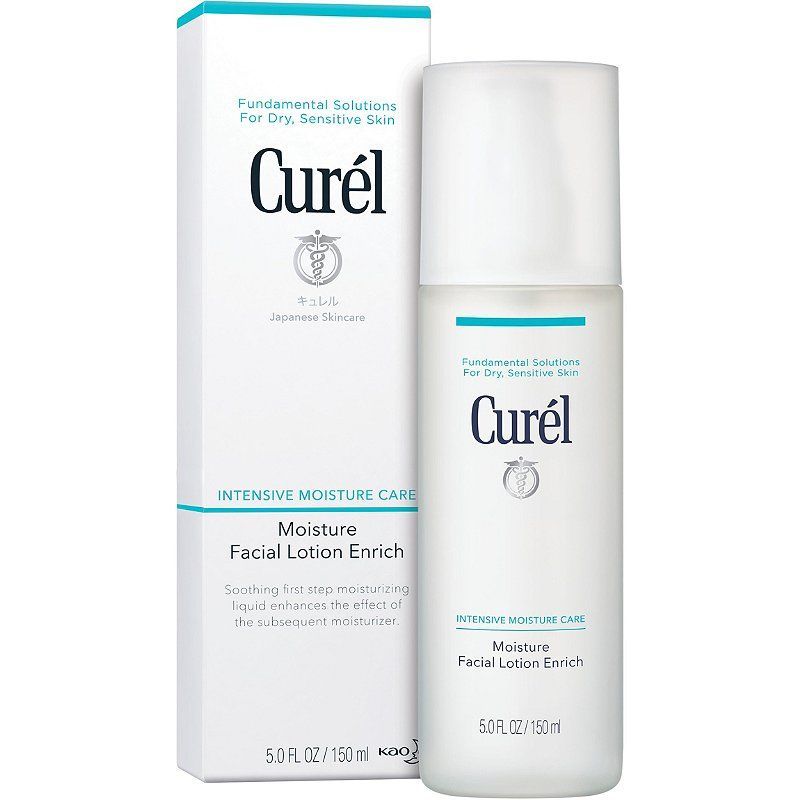 Fundamental Solutions
For Dry, Sensitive Skin
Curél
キュレル
Japanese Skincare
INTENSIVE MOISTURE CARE
Moisture
Facial Lotion Enrich
Soothing first step moisturizing
liquid enhances the effect of
the subsequent moisturizer.
5.0 FL OZ / 150 ml
Kao
Fundamental Solutions
For Dry, Sensitive Skin
Curél
INTENSIVE MOISTURE CARE
Moisture
Facial Lotion Enrich
5.0 FL OZ / 150 ml